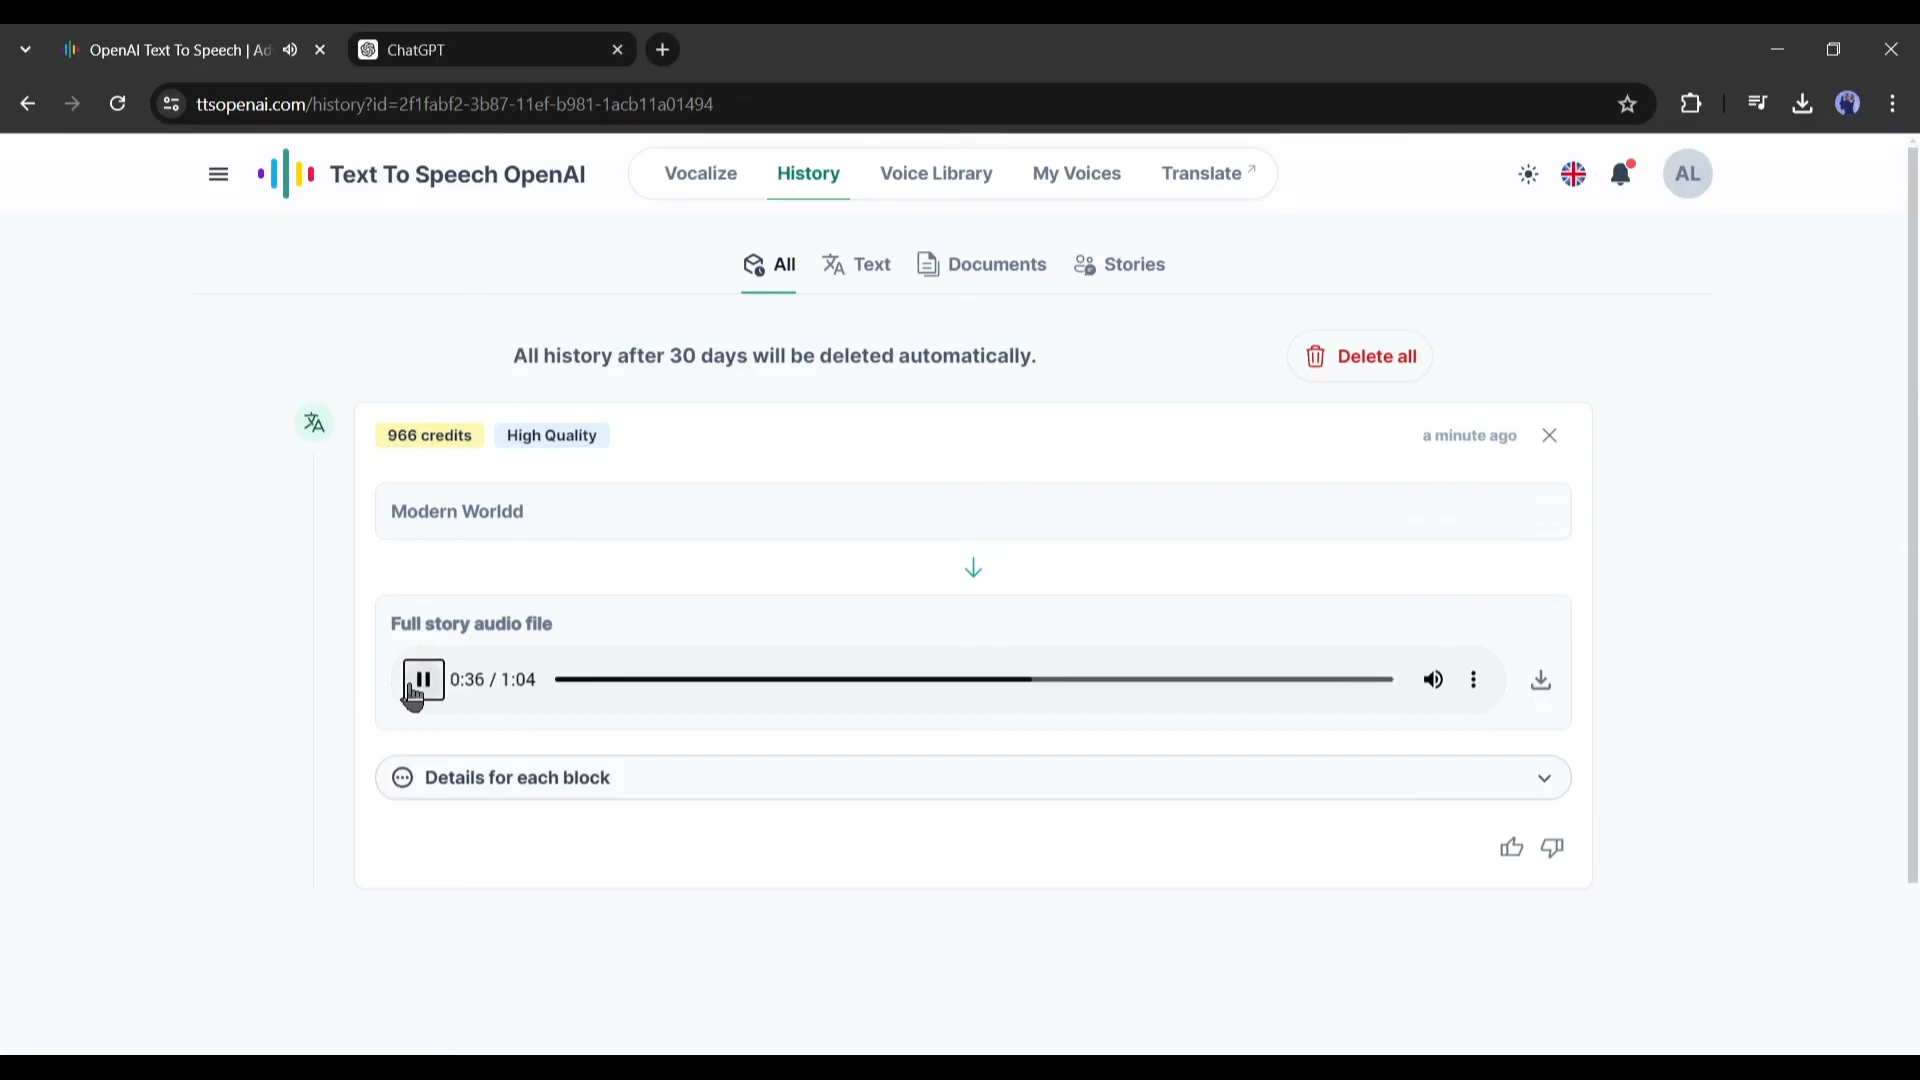 OpenAI Text To Speech | Ad
ChatGPT
ttsopenai.com/history?id=2f1fabf2-3b87-11ef-b981-1acb11a01494
Text To Speech OpenAI
Vocalize
History
Voice Library
My Voices
Translate
AL
All
Text
Documents
Stories
All history after 30 days will be deleted automatically.
Delete all
966 credits
High Quality
a minute ago
Modern Worldd
Full story audio file
0:36 / 1:04
Details for each block